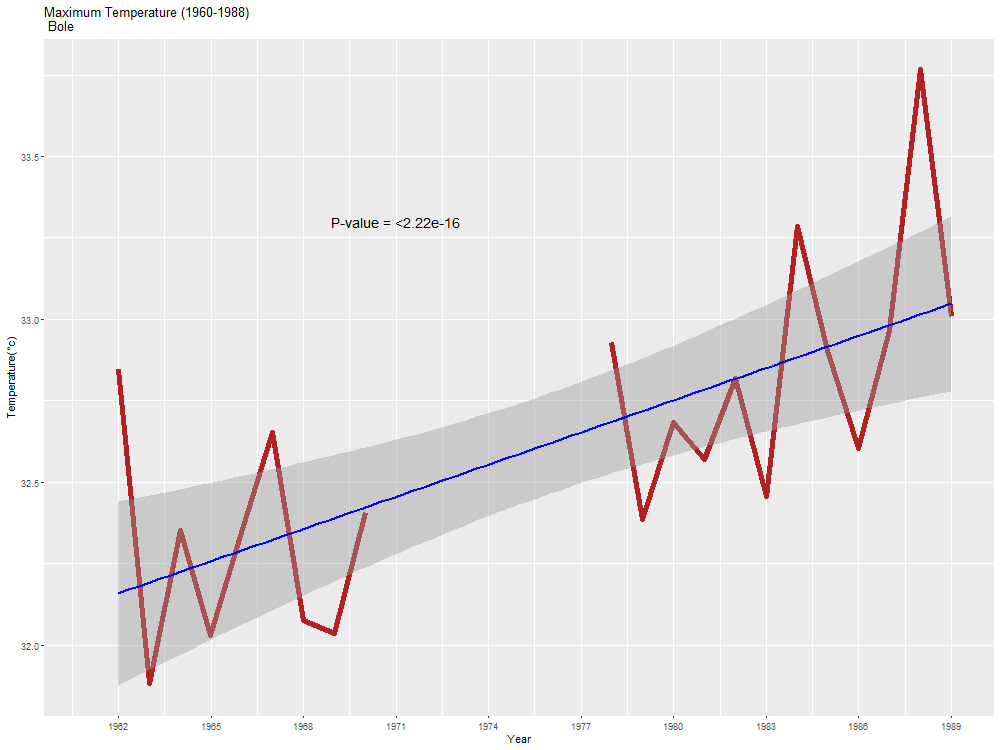 Maximum Temperature (1960-1988)
Bole
P-value = <2.22e-16
33.5
33.0
32.5
32.0
Temperature(°c)
1962 1965 1968 1971 1974 1977 1980 1983 1986 1989
Year